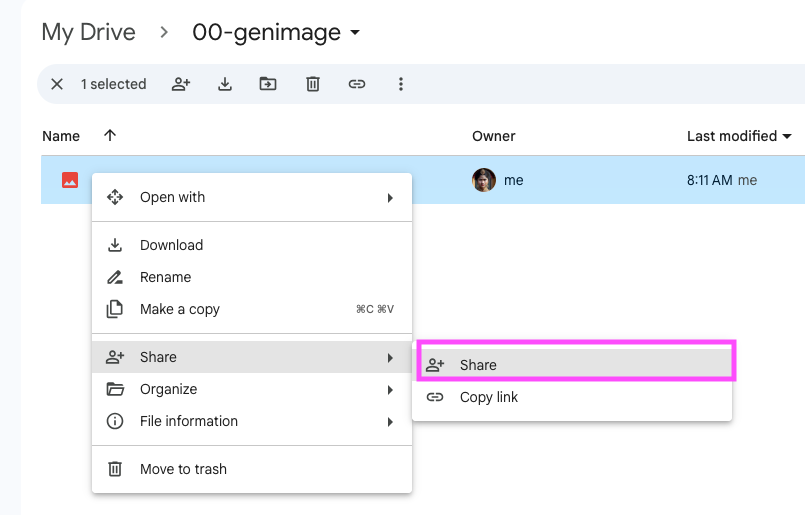 My Drive > 00-genimage
1 selected
Name Owner Last modified
me 8:11 AM me
Open with
Download
Rename
Make a copy ⌘C ⌘V
Share
Share
Organize
Copy link
File information
Move to trash